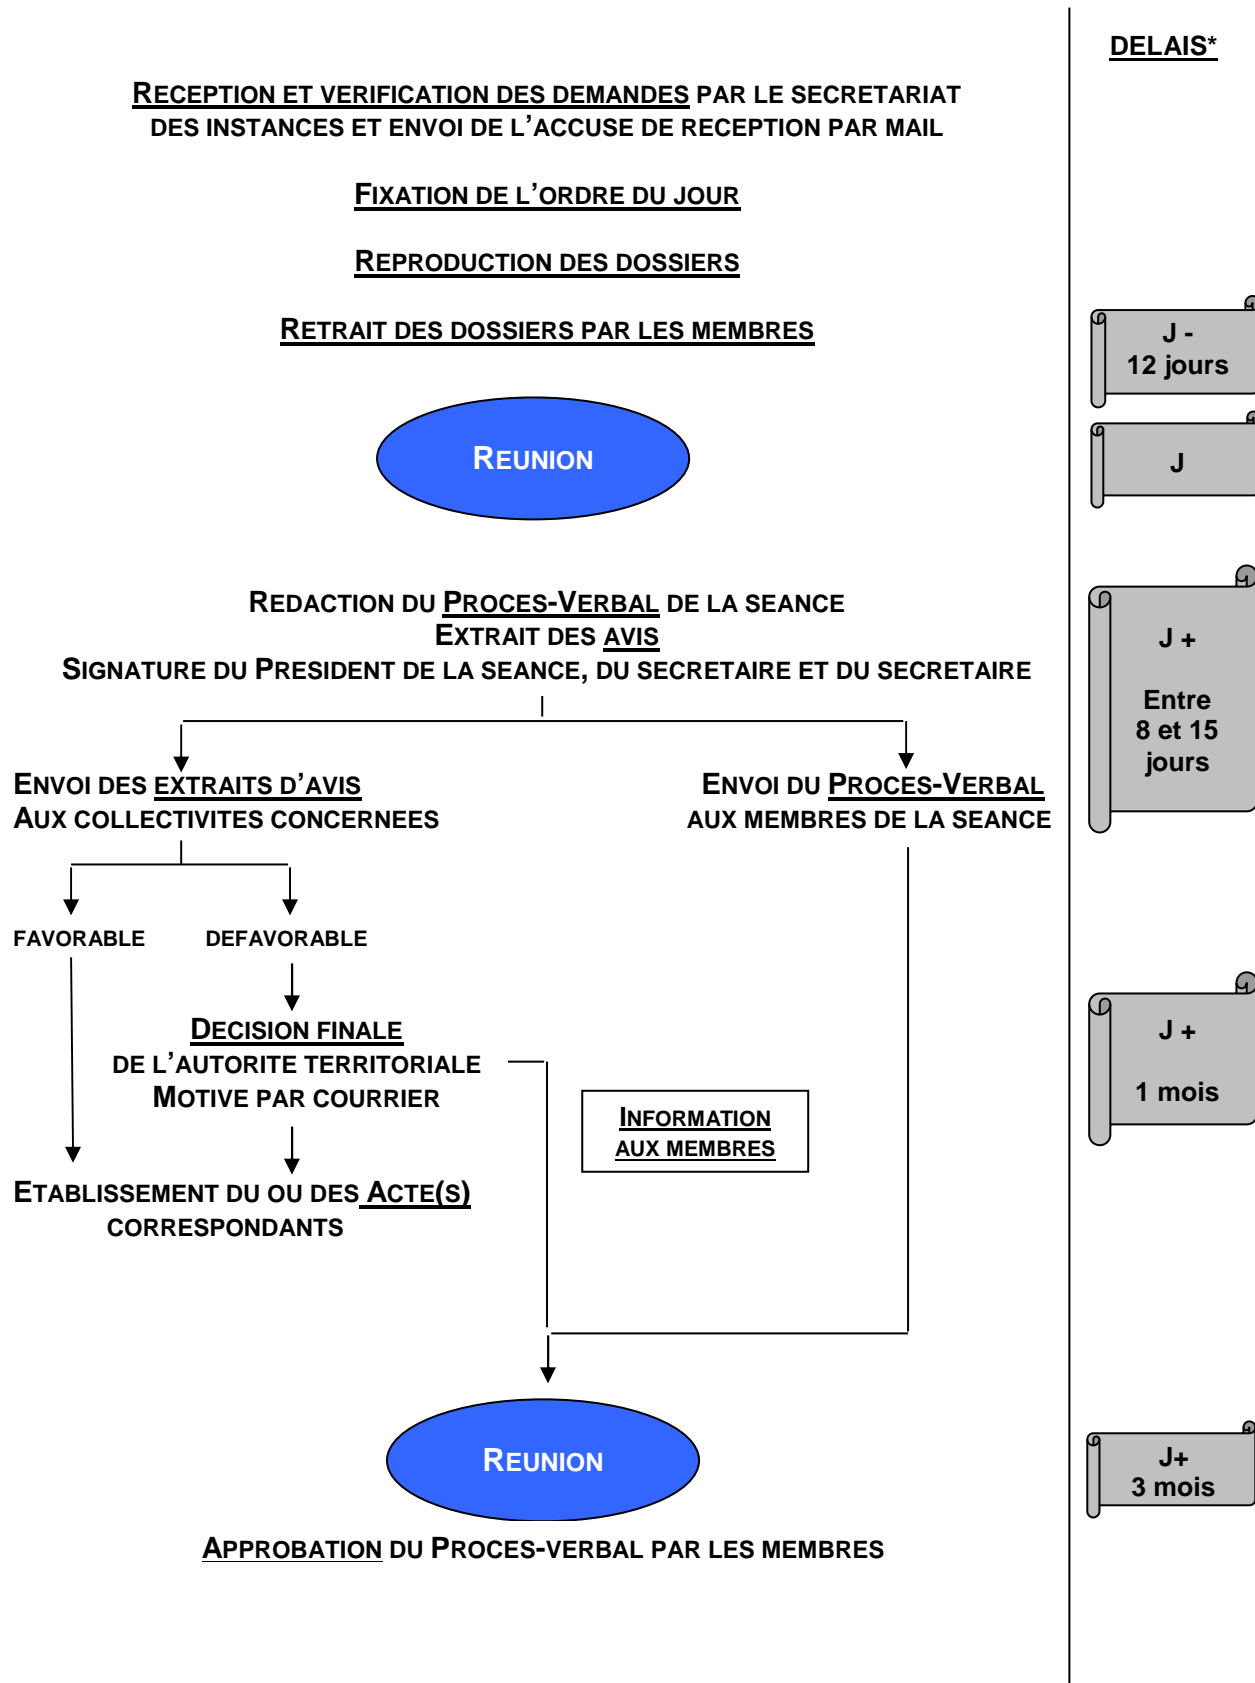 DELAIS*
RECEPTION ET VERIFICATION DES DEMANDES PAR LE SECRETARIAT
DES INSTANCES ET ENVOI DE L'ACCUSE DE RECEPTION PAR MAIL
FIXATION DE L'ORDRE DU JOUR
REPRODUCTION DES DOSSIERS
RETRAIT DES DOSSIERS PAR LES MEMBRES
J -
12 jours
REUNION
J
REDACTION DU PROCES-VERBAL DE LA SEANCE
EXTRAIT DES AVIS
SIGNATURE DU PRESIDENT DE LA SEANCE, DU SECRETAIRE ET DU SECRETAIRE
J +
Entre
8 et 15
jours
ENVOI DES EXTRAITS D'AVIS
AUX COLLECTIVITES CONCERNEES
ENVOI DU PROCES-VERBAL
AUX MEMBRES DE LA SEANCE
FAVORABLE
DEFAVORABLE
DECISION FINALE
DE L'AUTORITE TERRITORIALE
MOTIVE PAR COURRIER
INFORMATION
AUX MEMBRES
J +
1 mois
ETABLISSEMENT DU OU DES ACTE(S)
CORRESPONDANTS
REUNION
J+
3 mois
APPROBATION DU PROCES-VERBAL PAR LES MEMBRES